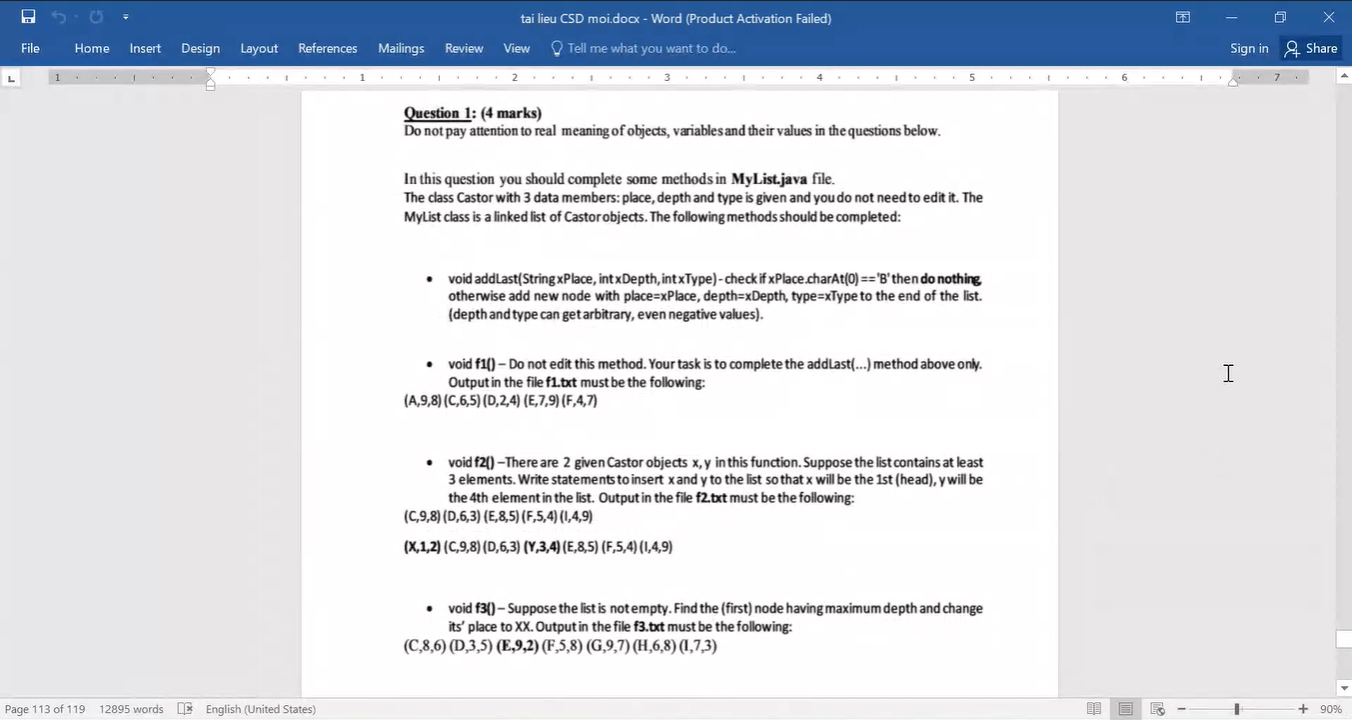 tai lieu CSD moi.docx - Word (Product Activation Failed)
File Home Insert Design Layout References Mailings Review View Tell me what you want to do... Sign in Share
1 1 2 3 4 5 6 7
Question 1: (4 marks)
Do not pay attention to real meaning of objects, variables and their values in the questions below.
In this question you should complete some methods in MyList.java file.
The class Castor with 3 data members: place, depth and type is given and you do not need to edit it. The
MyList class is a linked list of Castor objects. The following methods should be completed:
• void addLast(String xPlace, int xDepth, int xType) - check if xPlace.charAt(0) == 'B' then do nothing,
otherwise add new node with place=xPlace, depth=xDepth, type=xType to the end of the list.
(depth and type can get arbitrary, even negative values).
• void f1() – Do not edit this method. Your task is to complete the addLast(...) method above only.
Output in the file f1.txt must be the following:
(A,9,8) (C,6,5) (D,2,4) (E,7,9) (F,4,7)
• void f2() –There are 2 given Castor objects x, y in this function. Suppose the list contains at least
3 elements. Write statements to insert x and y to the list so that x will be the 1st (head), y will be
the 4th element in the list. Output in the file f2.txt must be the following:
(C,9,8) (D,6,3) (E,8,5) (F,5,4) (I,4,9)
(X,1,2) (C,9,8) (D,6,3) (Y,3,4) (E,8,5) (F,5,4) (I,4,9)
• void f3() – Suppose the list is not empty. Find the (first) node having maximum depth and change
its' place to XX. Output in the file f3.txt must be the following:
(C,8,6) (D,3,5) (E,9,2) (F,5,8) (G,9,7) (H,6,8) (I,7,3)
Page 113 of 119 12895 words English (United States) 90%